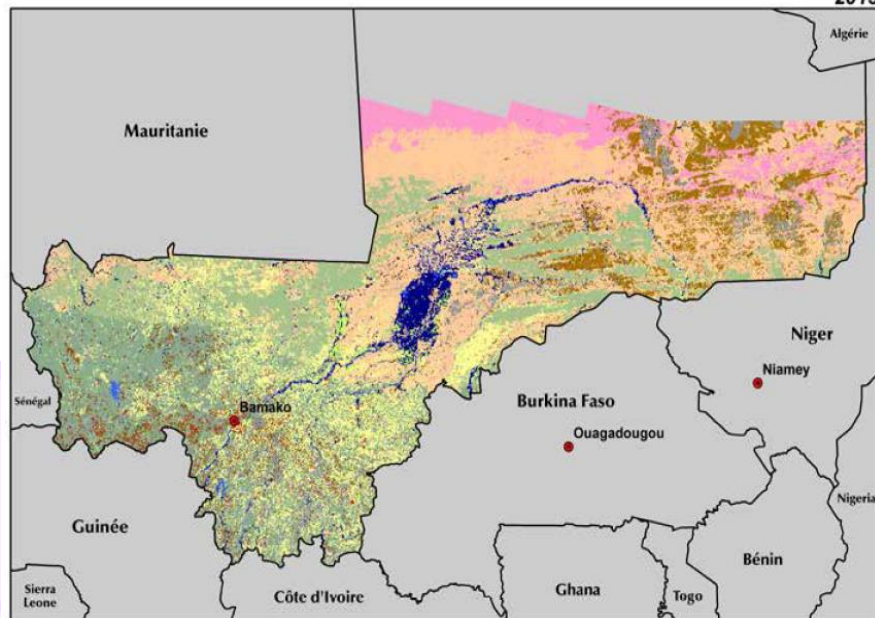 Algérie
Mauritanie
Niger
Niamey
Sénégal
Bamako
Burkina Faso
Ouagadougou
Nigeria
Guinée
Bénin
Sierra
Leone
Côte d'Ivoire
Ghana
Togo